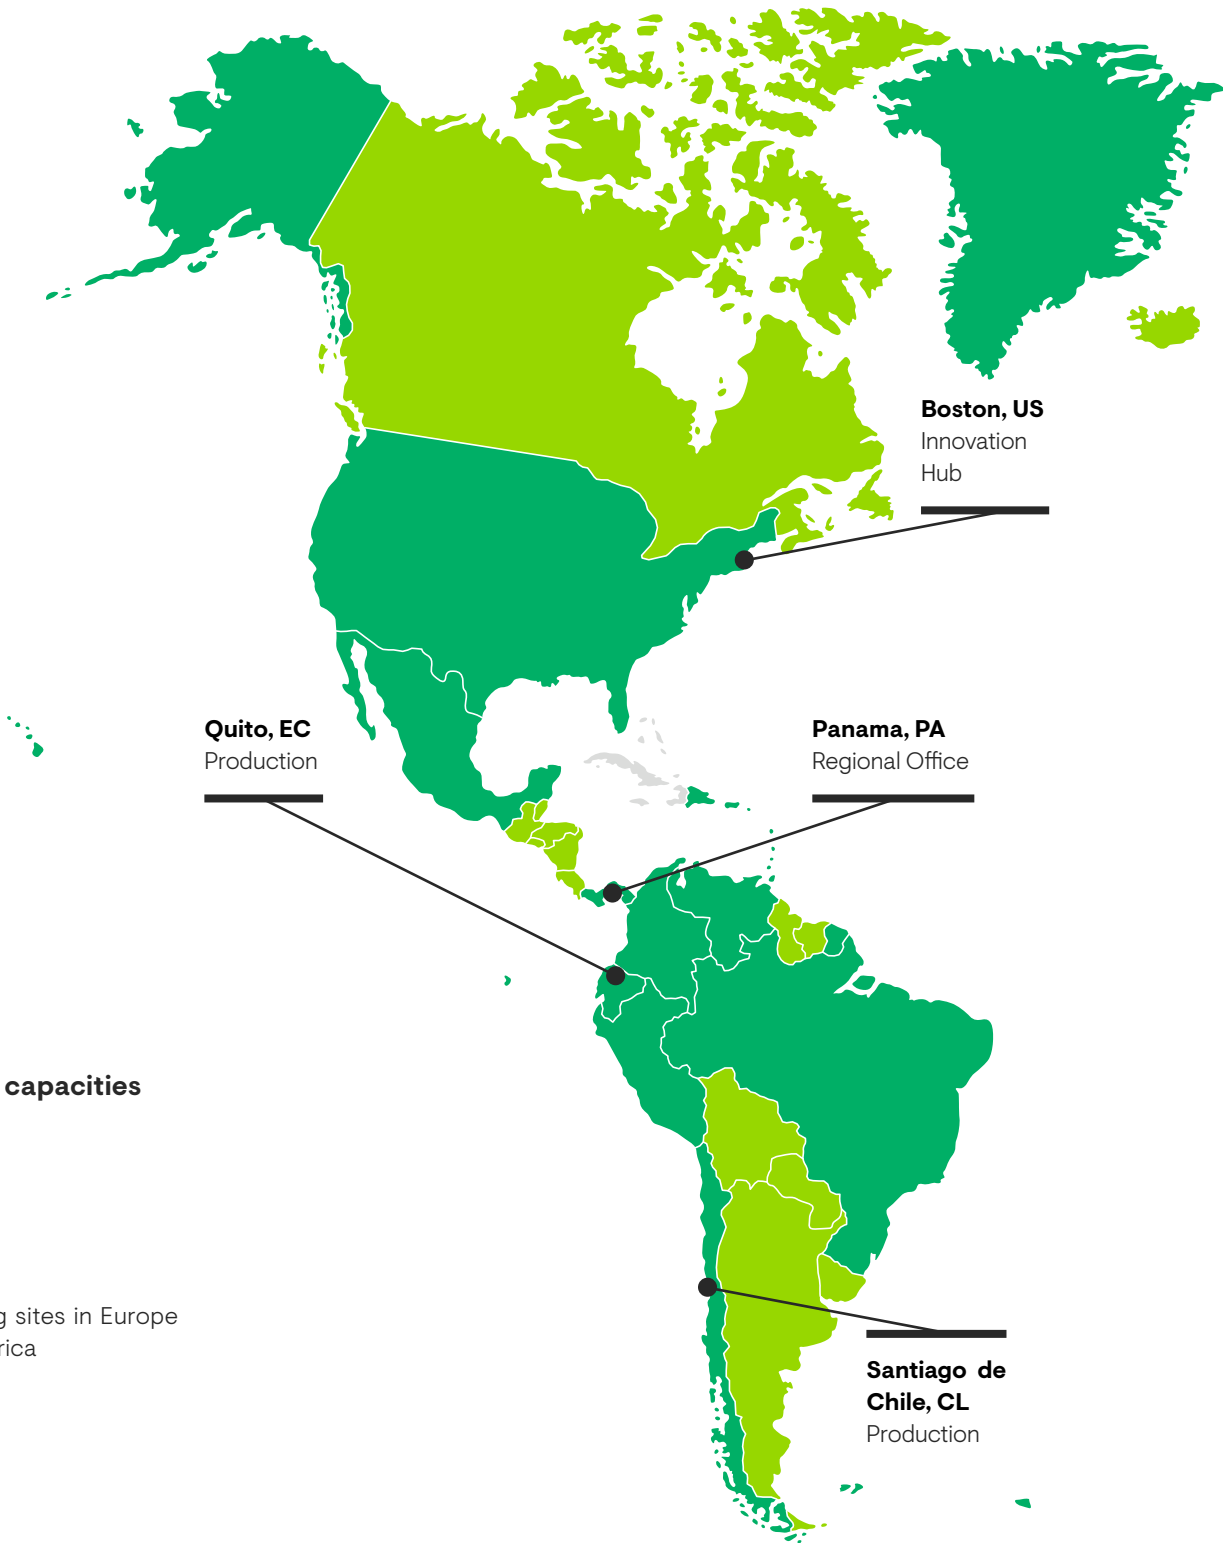 Boston, US
Innovation
Hub
Quito, EC
Production
Panama, PA
Regional Office
capacities
g sites in Europe
rica
Santiago de
Chile, CL
Production